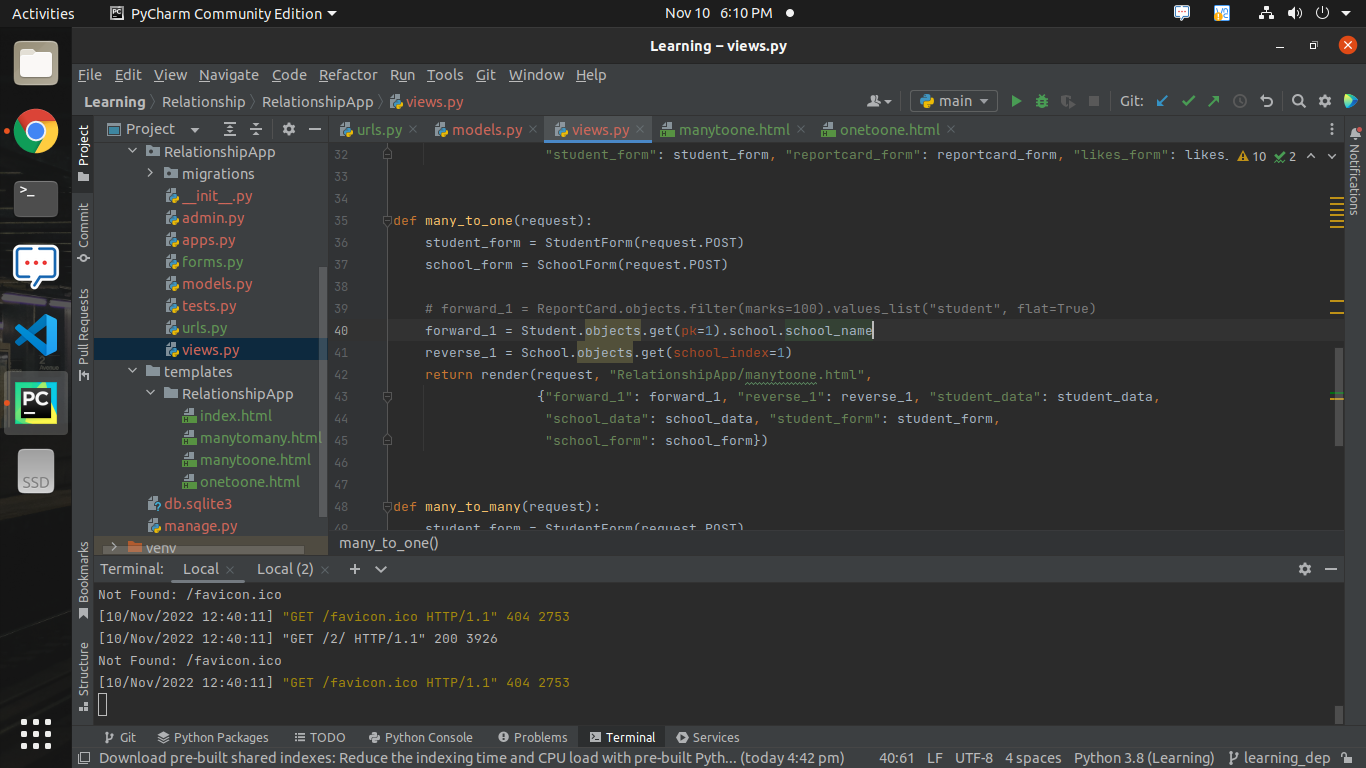 Activities PyCharm Community Edition Nov 10 6:10 PM
Learning – views.py
File Edit View Navigate Code Refactor Run Tools Git Window Help
Learning Relationship RelationshipApp views.py main Git:
Project urls.py models.py views.py manytoone.html onetoone.html
Project
Commit
Pull Requests
Bookmarks
Structure
Notifications
RelationshipApp
migrations
__init__.py
admin.py
apps.py
forms.py
models.py
tests.py
urls.py
views.py
templates
RelationshipApp
index.html
manytomany.html
manytoone.html
onetoone.html
db.sqlite3
manage.py
venv
32 "student_form": student_form, "reportcard_form": reportcard_form, "likes_form": likes_ 10 2
33
34
35 def many_to_one(request):
36 student_form = StudentForm(request.POST)
37 school_form = SchoolForm(request.POST)
38
39 # forward_1 = ReportCard.objects.filter(marks=100).values_list("student", flat=True)
40 forward_1 = Student.objects.get(pk=1).school.school_name
41 reverse_1 = School.objects.get(school_index=1)
42 return render(request, "RelationshipApp/manytoone.html",
43 {"forward_1": forward_1, "reverse_1": reverse_1, "student_data": student_data,
44 "school_data": school_data, "student_form": student_form,
45 "school_form": school_form})
46
47
48 def many_to_many(request):
49 student_form = StudentForm(request.POST)
many_to_one()
Terminal: Local Local (2)
Not Found: /favicon.ico
[10/Nov/2022 12:40:11] "GET /favicon.ico HTTP/1.1" 404 2753
[10/Nov/2022 12:40:11] "GET /2/ HTTP/1.1" 200 3926
Not Found: /favicon.ico
[10/Nov/2022 12:40:11] "GET /favicon.ico HTTP/1.1" 404 2753
Git Python Packages TODO Python Console Problems Terminal Services
Download pre-built shared indexes: Reduce the indexing time and CPU load with pre-built Pyth... (today 4:42 pm) 40:61 LF UTF-8 4 spaces Python 3.8 (Learning) learning_dep
PC
SSD